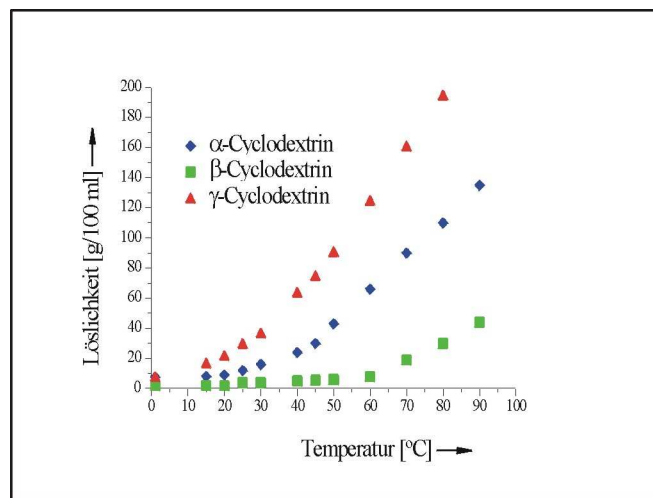 200
180
160
140
120
100
80
60
40
20
0
α-Cyclodextrin
β-Cyclodextrin
γ-Cyclodextrin
Löslichkeit [g/100 ml]
0 10 20 30 40 50 60 70 80 90 100
Temperatur [°C]